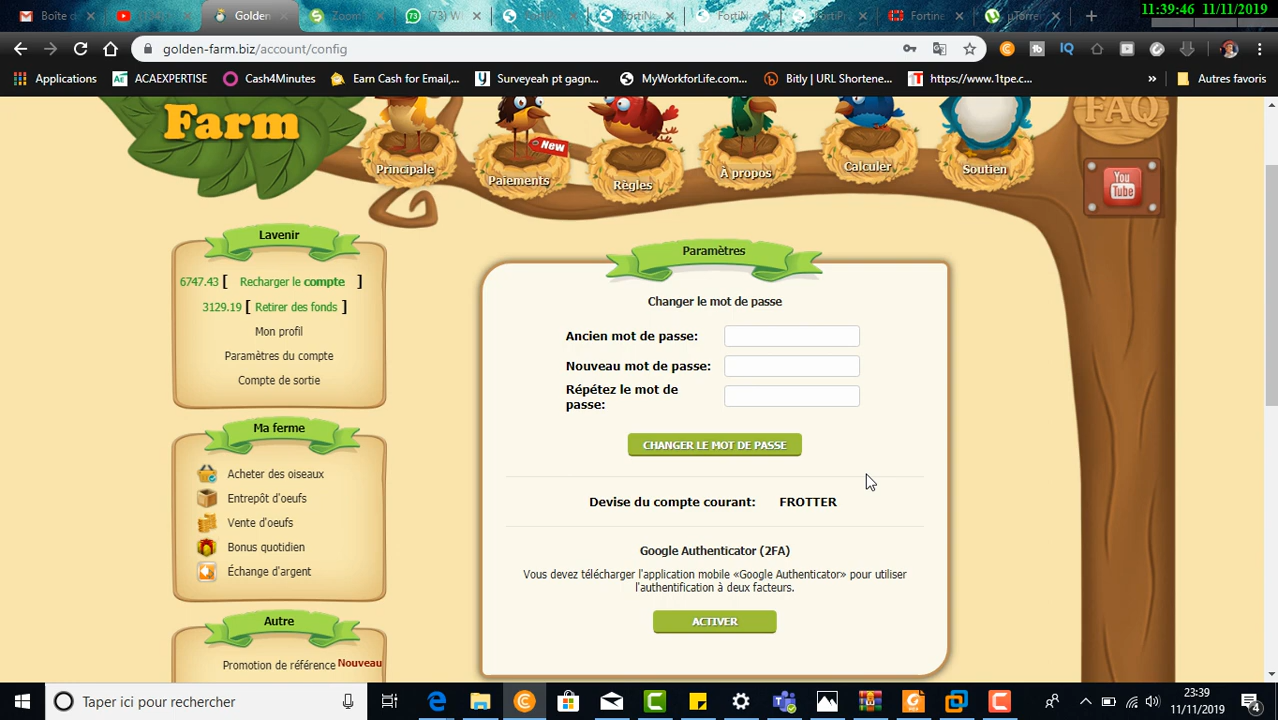 11:39:46 11/11/2019
Boîte d
Golden
Zoom
(73) W
FortiNe
Fortine
µTorrer
golden-farm.biz/account/config
Applications
ACAEXPERTISE
Cash4Minutes
Earn Cash for Email,...
Surveyeah pt gagn...
MyWorkforLife.com...
Bitly | URL Shortene...
https://www.1tpe.c...
»
Autres favoris
Farm
Principale
Paiements
New
Règles
À propos
Calculer
Soutien
FAQ
You
Tube
Lavenir
6747.43 [ Recharger le compte ]
3129.19 [ Retirer des fonds ]
Mon profil
Paramètres du compte
Compte de sortie
Ma ferme
Acheter des oiseaux
Entrepôt d'oeufs
Vente d'oeufs
Bonus quotidien
Échange d'argent
Autre
Promotion de référence Nouveau
Paramètres
Changer le mot de passe
Ancien mot de passe:
Nouveau mot de passe:
Répétez le mot de
passe:
CHANGER LE MOT DE PASSE
Devise du compte courant: FROTTER
Google Authenticator (2FA)
Vous devez télécharger l'application mobile «Google Authenticator» pour utiliser
l'authentification à deux facteurs.
ACTIVER
Taper ici pour rechercher
23:39
11/11/2019
4